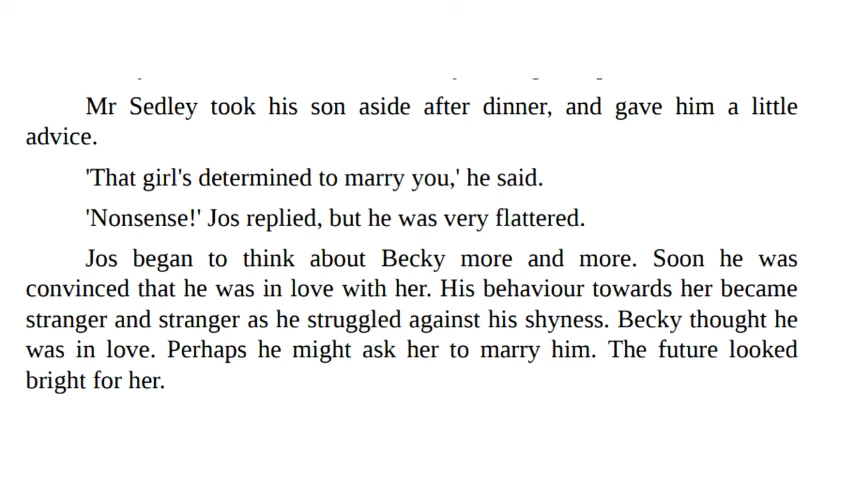 Mr Sedley took his son aside after dinner, and gave him a little
advice.
'That girl's determined to marry you,' he said.
'Nonsense!' Jos replied, but he was very flattered.
Jos began to think about Becky more and more. Soon he was
convinced that he was in love with her. His behaviour towards her became
stranger and stranger as he struggled against his shyness. Becky thought he
was in love. Perhaps he might ask her to marry him. The future looked
bright for her.